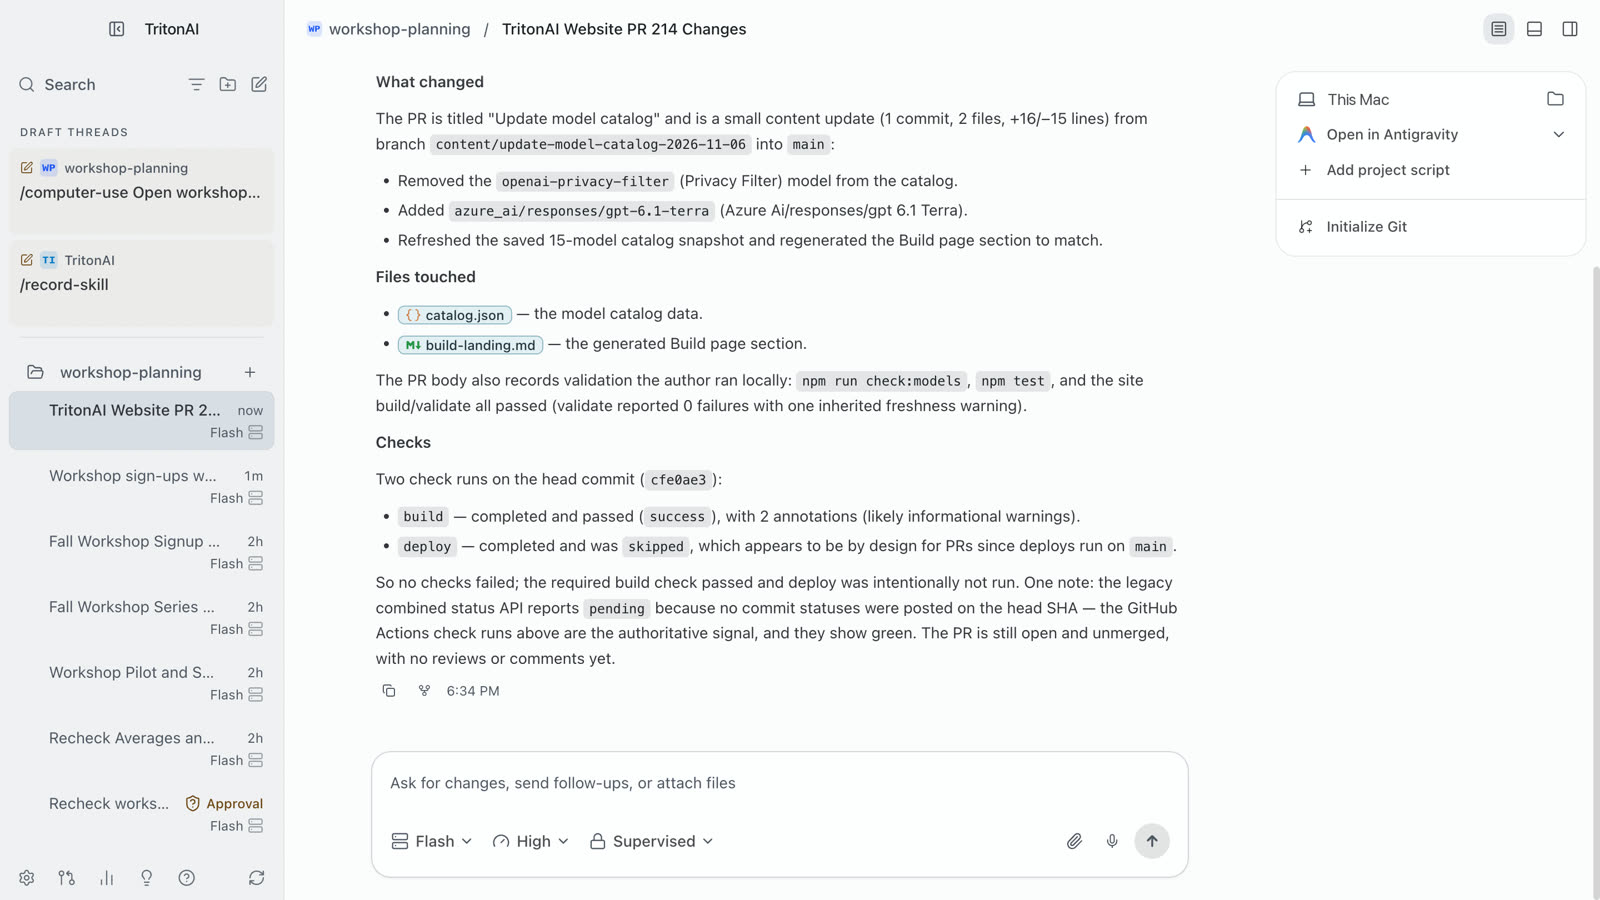 TritonAI
Search
DRAFT THREADS
WP workshop-planning
/computer-use Open workshop...
TI TritonAI
/record-skill
workshop-planning
TritonAI Website PR 2... now
Flash
Workshop sign-ups w... 1m
Flash
Fall Workshop Signup ... 2h
Flash
Fall Workshop Series ... 2h
Flash
Workshop Pilot and S... 2h
Flash
Recheck Averages an... 2h
Flash
Recheck works... Approval
Flash
WP workshop-planning / TritonAI Website PR 214 Changes
What changed
The PR is titled "Update model catalog" and is a small content update (1 commit, 2 files, +16/−15 lines) from
branch content/update-model-catalog-2026-11-06 into main:
• Removed the openai-privacy-filter (Privacy Filter) model from the catalog.
• Added azure_ai/responses/gpt-6.1-terra (Azure Ai/responses/gpt 6.1 Terra).
• Refreshed the saved 15-model catalog snapshot and regenerated the Build page section to match.
Files touched
• {} catalog.json — the model catalog data.
• M↓ build-landing.md — the generated Build page section.
The PR body also records validation the author ran locally: npm run check:models, npm test, and the site
build/validate all passed (validate reported 0 failures with one inherited freshness warning).
Checks
Two check runs on the head commit (cfe0ae3):
• build — completed and passed (success), with 2 annotations (likely informational warnings).
• deploy — completed and was skipped, which appears to be by design for PRs since deploys run on main.
So no checks failed; the required build check passed and deploy was intentionally not run. One note: the legacy
combined status API reports pending because no commit statuses were posted on the head SHA — the GitHub
Actions check runs above are the authoritative signal, and they show green. The PR is still open and unmerged,
with no reviews or comments yet.
6:34 PM
Ask for changes, send follow-ups, or attach files
Flash High Supervised
This Mac
Open in Antigravity
Add project script
Initialize Git